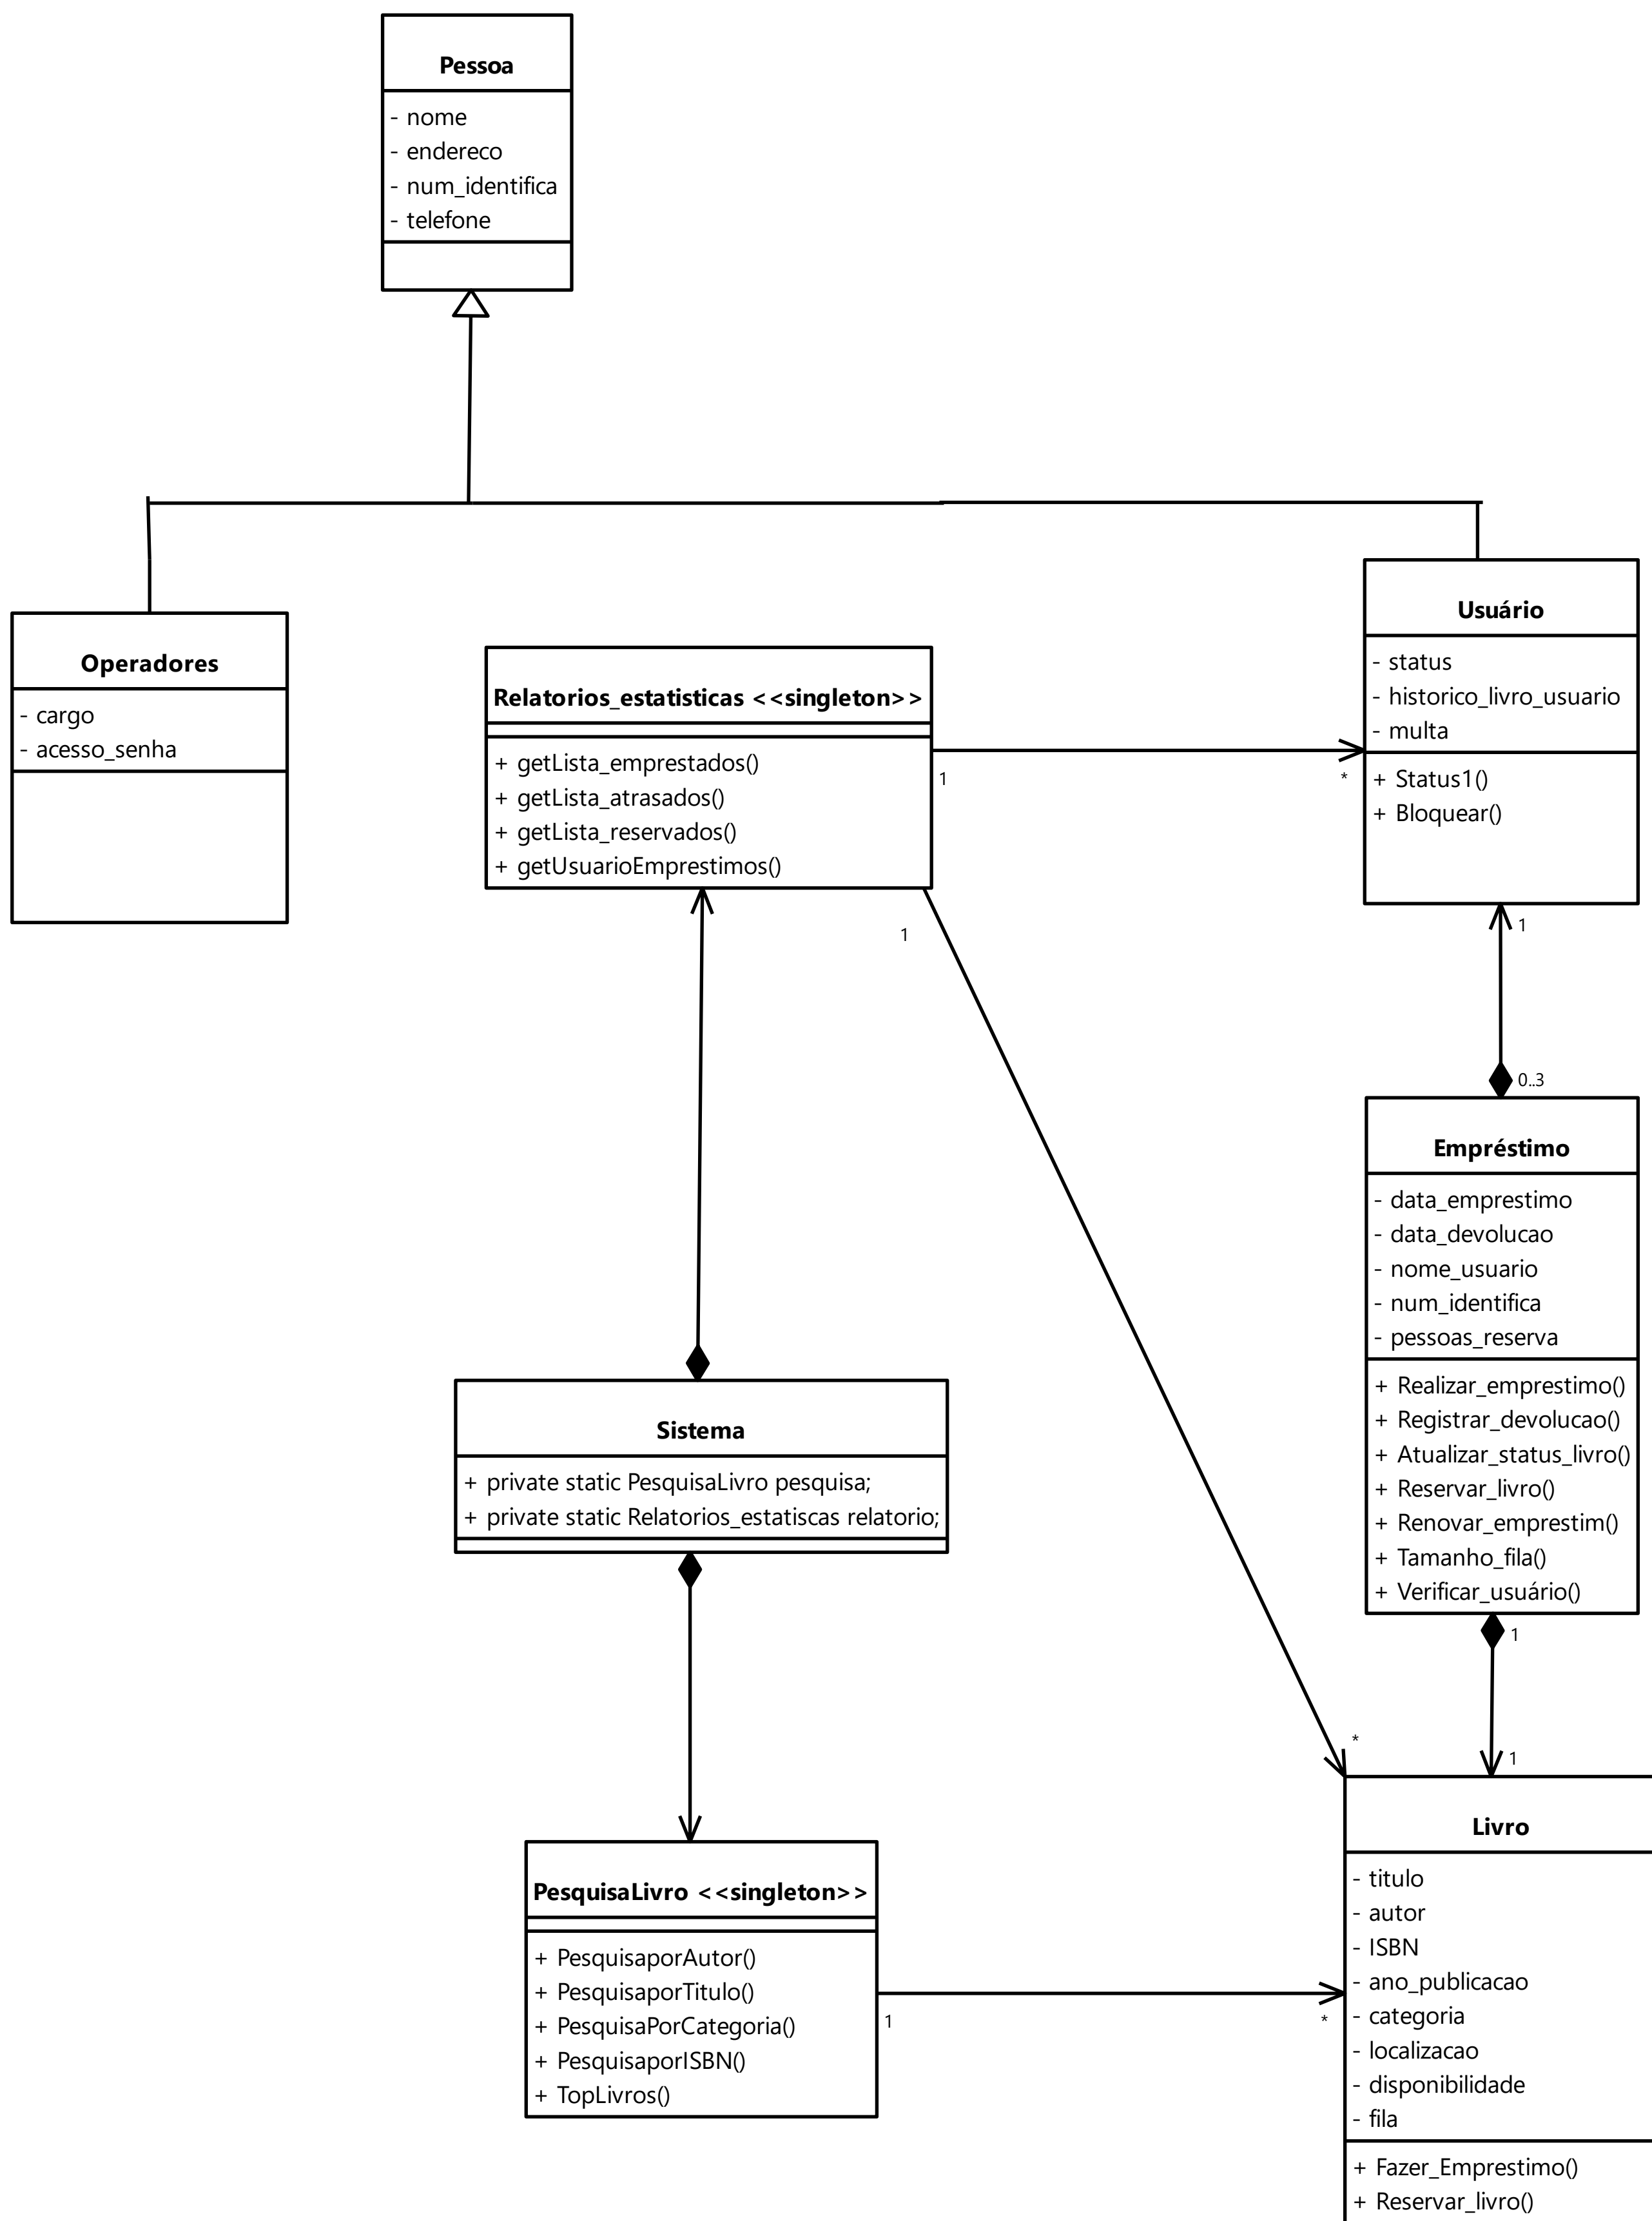 Pessoa
- nome
- endereco
- num_identifica
- telefone
Operadores
- cargo
- acesso_senha
Relatorios_estatisticas <<singleton>>
+ getLista_emprestados()
+ getLista_atrasados()
+ getLista_reservados()
+ getUsuarioEmprestimos()
1
*
1
Usuário
- status
- historico_livro_usuario
- multa
+ Status1()
+ Bloquear()
1
0..3
Empréstimo
- data_emprestimo
- data_devolucao
- nome_usuario
- num_identifica
- pessoas_reserva
+ Realizar_emprestimo()
+ Registrar_devolucao()
+ Atualizar_status_livro()
+ Reservar_livro()
+ Renovar_emprestim()
+ Tamanho_fila()
+ Verificar_usuário()
1
*
1
Sistema
+ private static PesquisaLivro pesquisa;
+ private static Relatorios_estatiscas relatorio;
PesquisaLivro <<singleton>>
+ PesquisaporAutor()
+ PesquisaporTitulo()
+ PesquisaPorCategoria()
+ PesquisaporISBN()
+ TopLivros()
1
*
Livro
- titulo
- autor
- ISBN
- ano_publicacao
- categoria
- localizacao
- disponibilidade
- fila
+ Fazer_Emprestimo()
+ Reservar_livro()